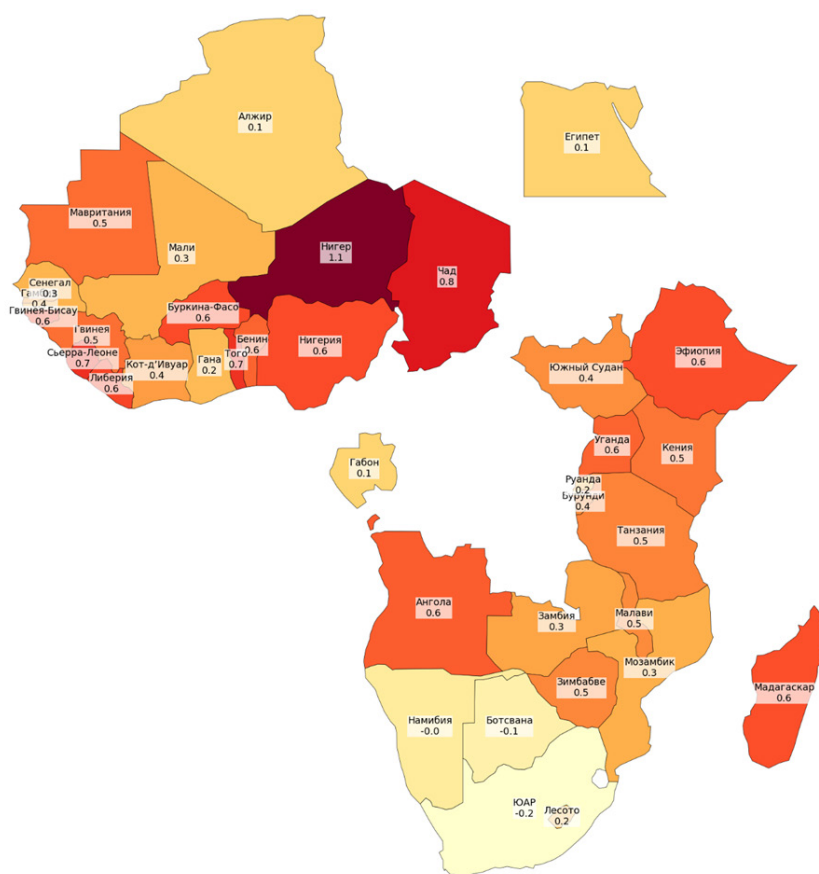 Алжир
0.1
Египет
0.1
Мавритания
0.5
Мали
0.3
Нигер
1.1
Чад
0.8
Сенегал
0.3
0.4
Гвинея-Бисау
0.6
Гвинея
0.5
Сьерра-Леоне
0.7
Либерия
0.6
Кот-д'Ивуар
0.4
Буркина-Фасо
0.6
Гана
0.2
Того
0.7
Бенин
0.6
Нигерия
0.6
Южный Судан
0.4
Эфиопия
0.6
Уганда
0.6
Кения
0.5
Габон
0.1
Руанда
0.2
Бурунди
0.4
Танзания
0.5
Ангола
0.6
Замбия
0.3
Малави
0.5
Мозамбик
0.3
Зимбабве
0.5
Мадагаскар
0.6
Намибия
-0.0
Ботсвана
-0.1
ЮАР
-0.2
Лесото
0.2